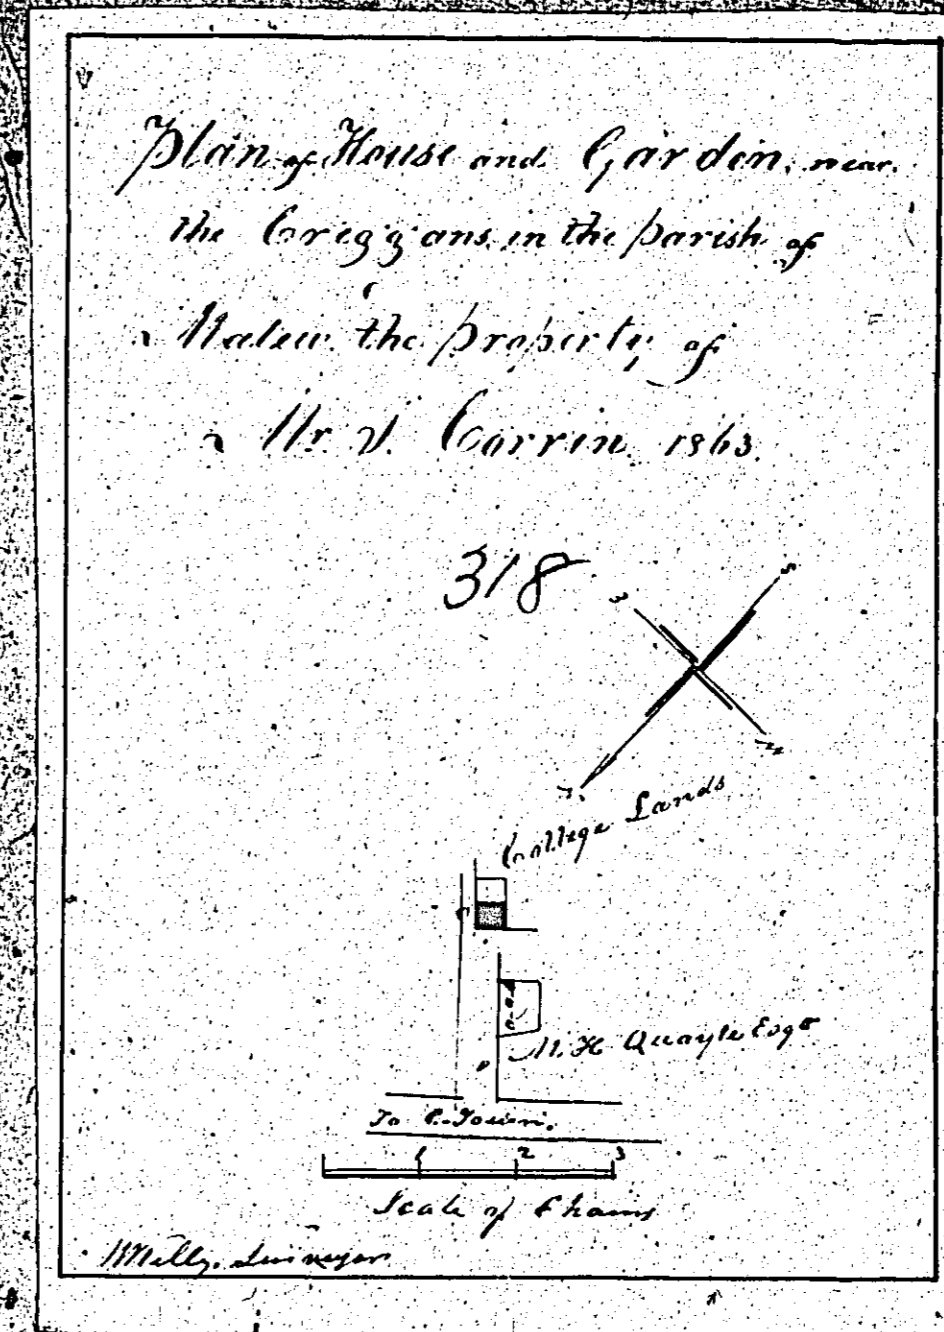 Plan of House and Garden, near
the Creggans in the parish of
Malew the property of
Mr. J. Corrin 1863.
318
S
College Lands
M. H Quayle Esqr
To C. Town.
1 2 3
Scale of Chains
Surveyor